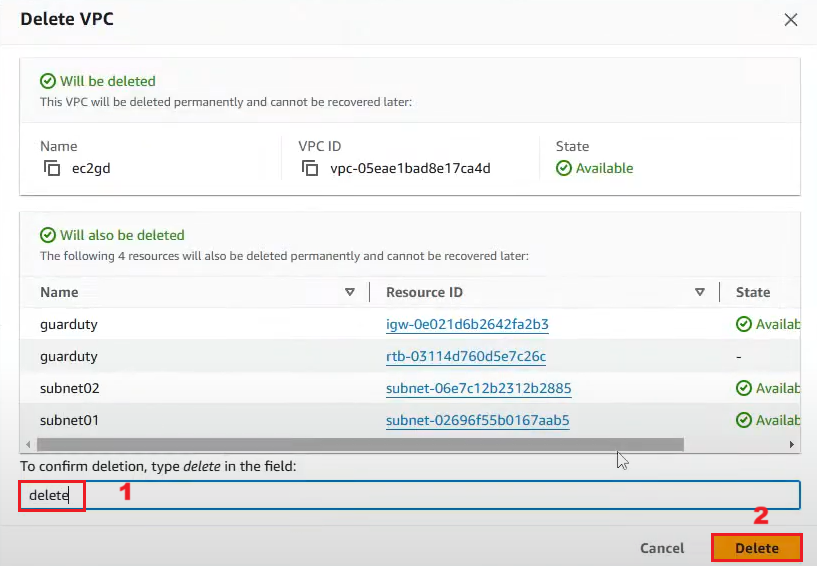 Delete VPC
Will be deleted
This VPC will be deleted permanently and cannot be recovered later:
Name VPC ID State
ec2gd vpc-05eae1bad8e17ca4d Available
Will also be deleted
The following 4 resources will also be deleted permanently and cannot be recovered later:
Name Resource ID State
guarduty igw-0e021d6b2642fa2b3 Availab
guarduty rtb-03114d760d5e7c26c -
subnet02 subnet-06e7c12b2312b2885 Availab
subnet01 subnet-02696f55b0167aab5 Availab
To confirm deletion, type delete in the field:
delete 1
2
Cancel Delete